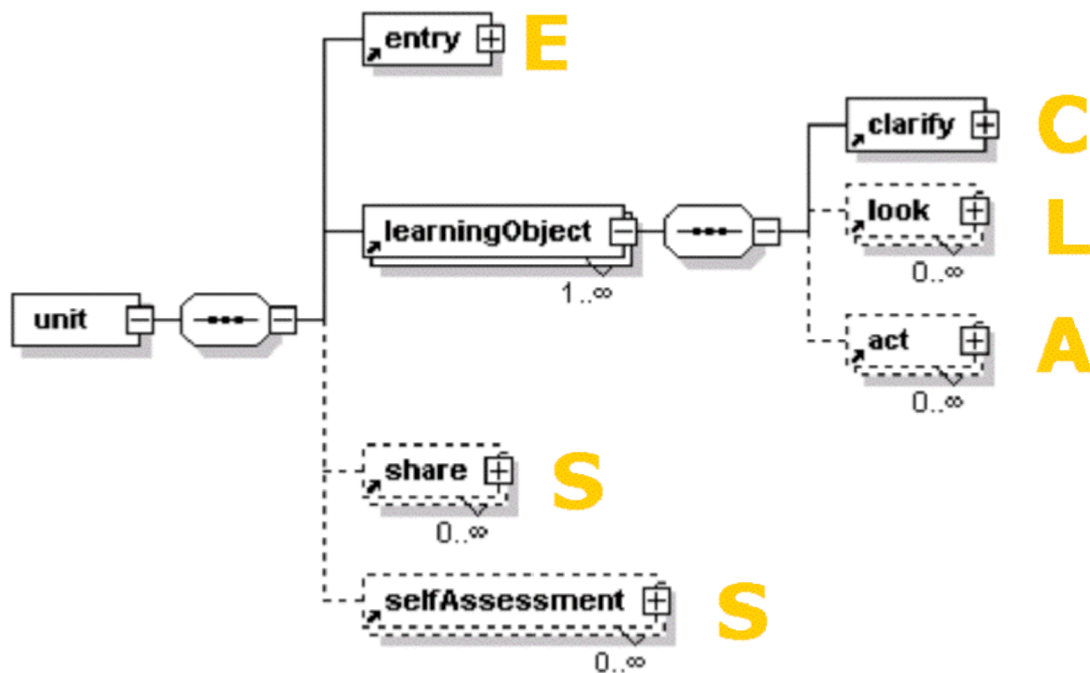 entry E
clarify C
look L
0..∞
learningObject
1..∞
unit
act A
0..∞
share S
0..∞
selfAssessment S
0..∞